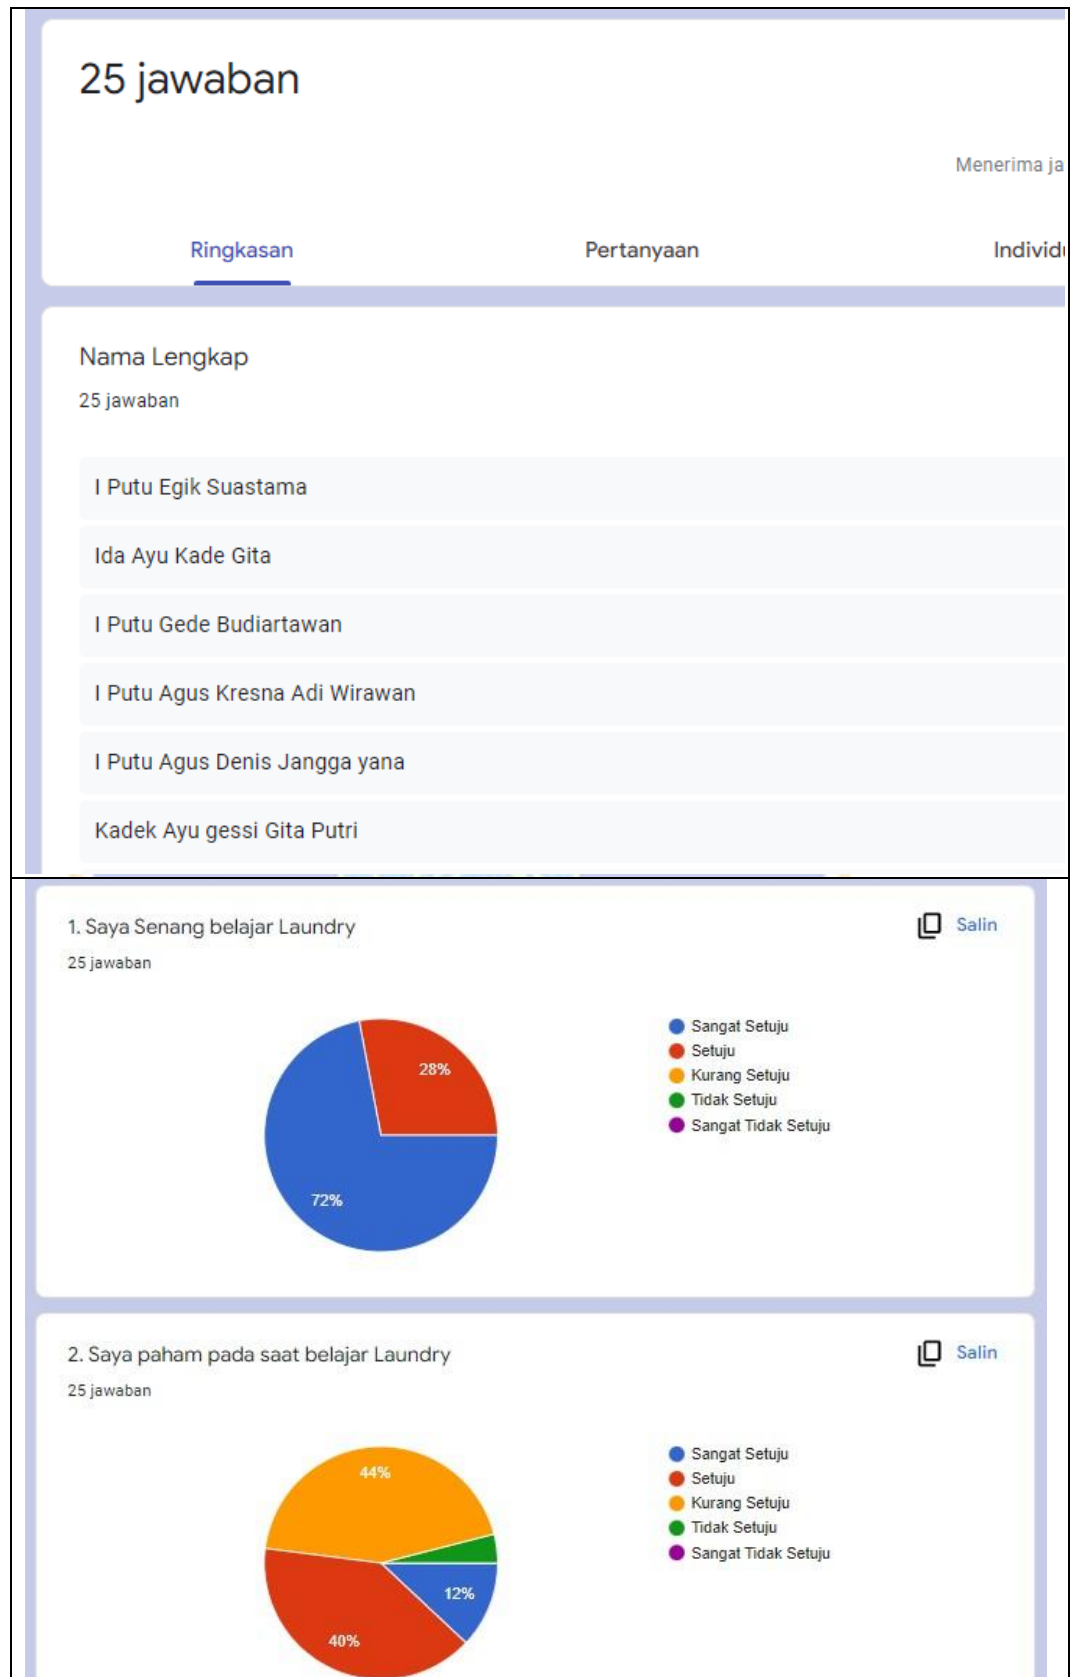 25 jawaban
Menerima ja
Ringkasan Pertanyaan Individu
Nama Lengkap
25 jawaban
I Putu Egik Suastama
Ida Ayu Kade Gita
I Putu Gede Budiartawan
I Putu Agus Kresna Adi Wirawan
I Putu Agus Denis Jangga yana
Kadek Ayu gessi Gita Putri
1. Saya Senang belajar Laundry
Salin
25 jawaban
Sangat Setuju
Setuju
Kurang Setuju
Tidak Setuju
Sangat Tidak Setuju
28%
72%
2. Saya paham pada saat belajar Laundry
Salin
25 jawaban
Sangat Setuju
Setuju
Kurang Setuju
Tidak Setuju
Sangat Tidak Setuju
44%
12%
40%